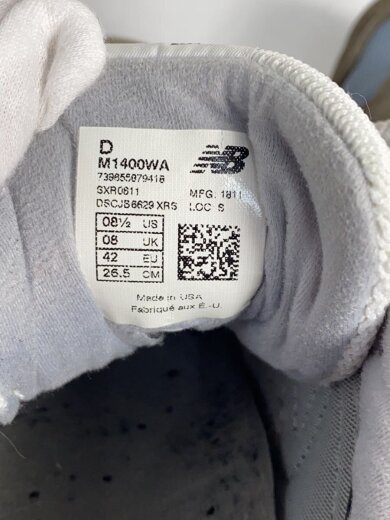 D
M1400WA
739655879418
SXR0611
MFG. 1811
DSCJS6629 XRS LOC S
08½ US
08 UK
42 EU
26.5 CM
Made in USA
Fabriqué aux É.-U.
NB